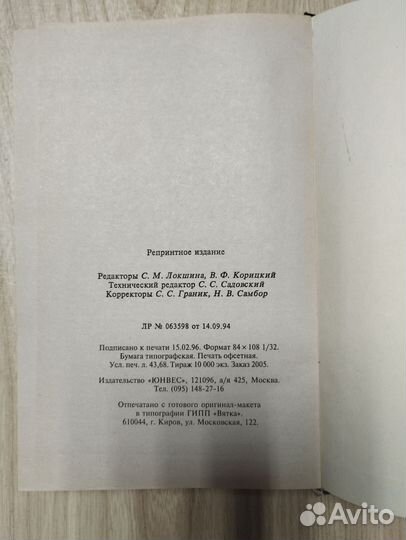 Репринтное издание
Редакторы С. М. Локшина, В. Ф. Корицкий
Технический редактор С. С. Садовский
Корректоры С. С. Граник, Н. В. Самбор
ЛР № 063598 от 14.09.94
Подписано к печати 15.02.96. Формат 84 × 108 1/32.
Бумага типографская. Печать офсетная.
Усл. печ. л. 43,68. Тираж 10 000 экз. Заказ 2005.
Издательство «ЮНВЕС», 121096, а/я 425, Москва.
Тел. (095) 148-27-16
Отпечатано с готового оригинал-макета
в типографии ГИПП «Вятка».
610044, г. Киров, ул. Московская, 122.
Avito